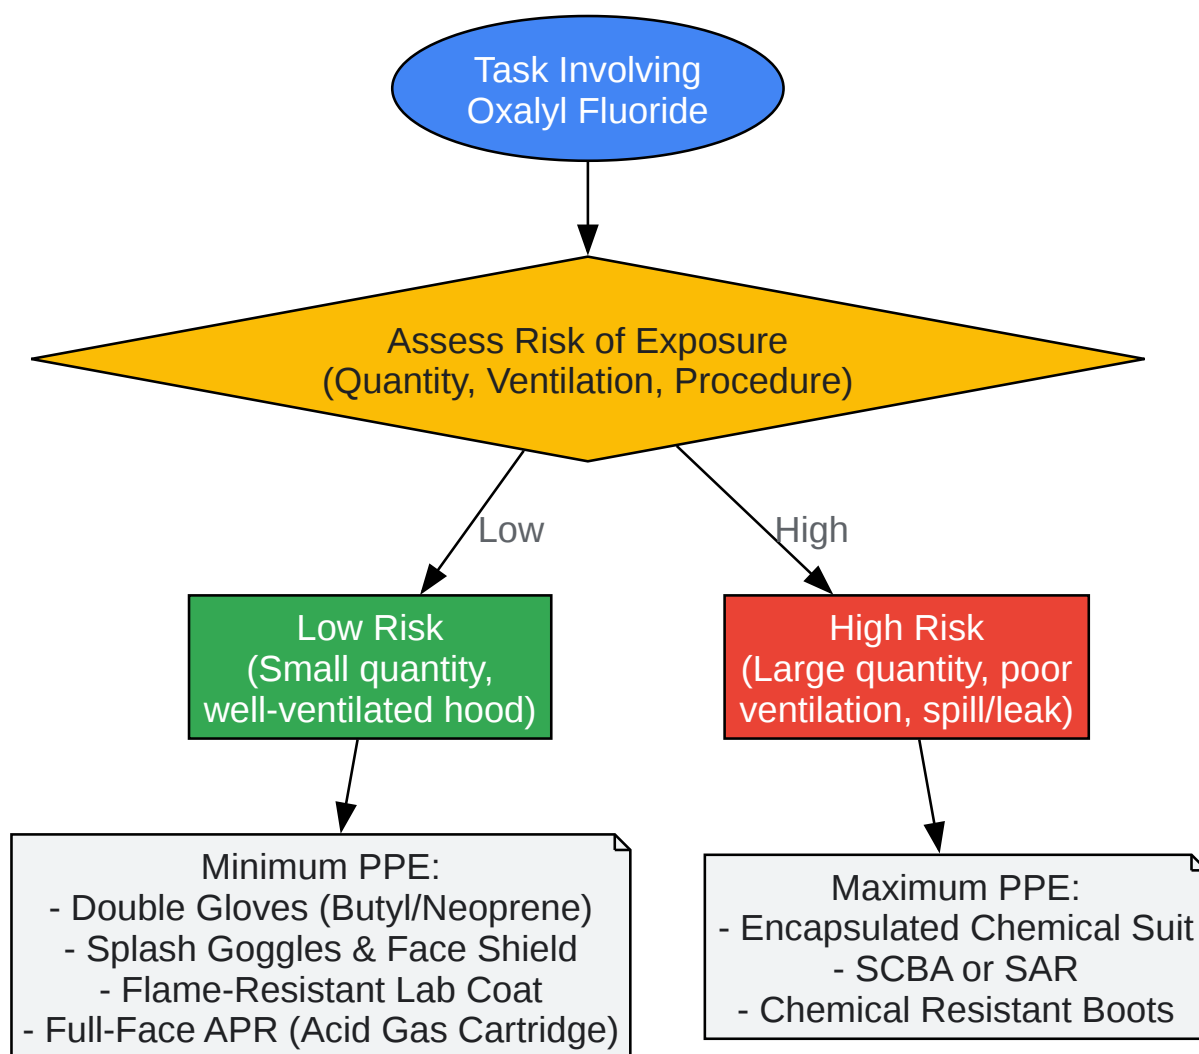 Task Involving
Oxalyl Fluoride
Assess Risk of Exposure
(Quantity, Ventilation, Procedure)
Low
High
Low Risk
(Small quantity,
well-ventilated hood)
High Risk
(Large quantity, poor
ventilation, spill/leak)
Minimum PPE:
- Double Gloves (Butyl/Neoprene)
- Splash Goggles & Face Shield
- Flame-Resistant Lab Coat
- Full-Face APR (Acid Gas Cartridge)
Maximum PPE:
- Encapsulated Chemical Suit
- SCBA or SAR
- Chemical Resistant Boots